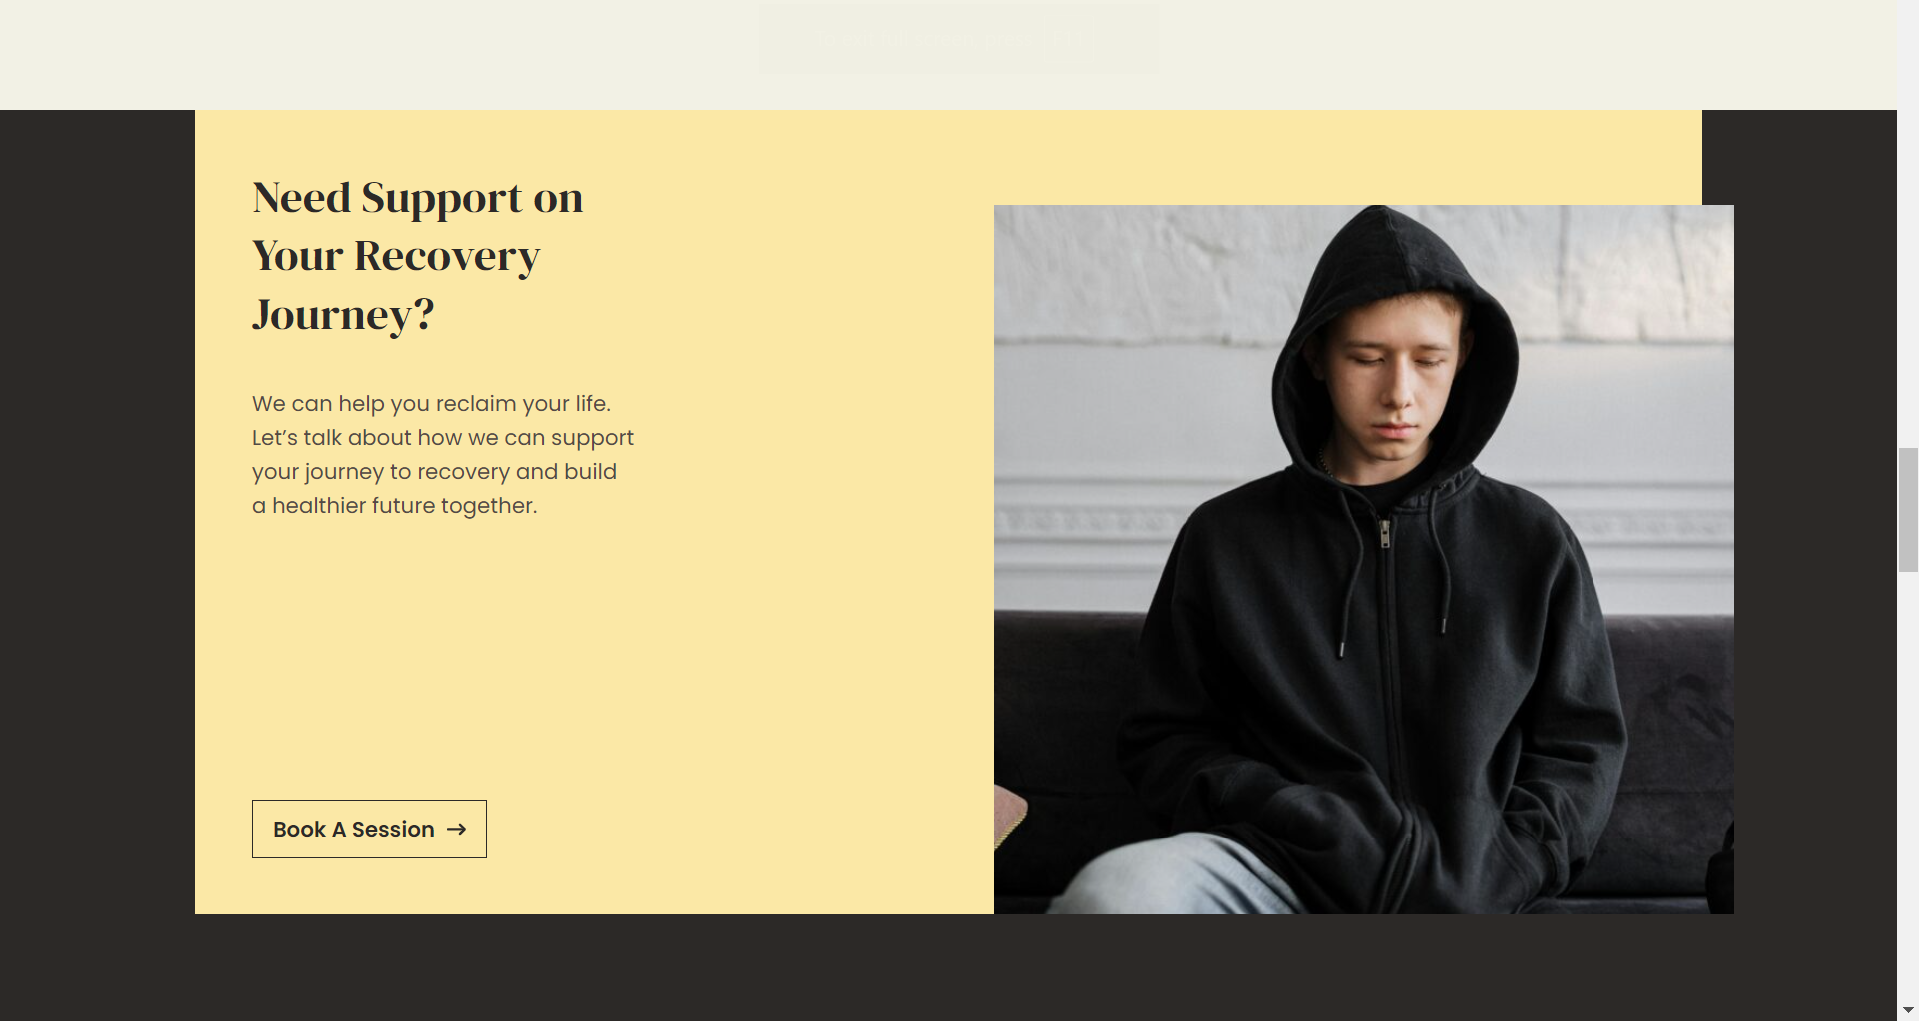 Need Support on
Your Recovery
Journey?
We can help you reclaim your life.
Let’s talk about how we can support
your journey to recovery and build
a healthier future together.
Book A Session →